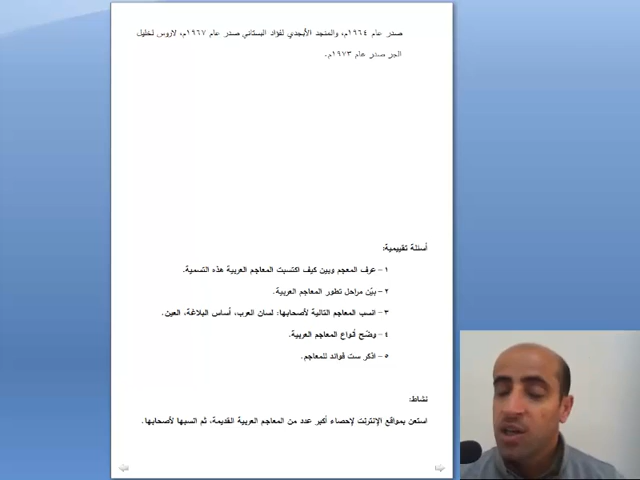 صدر عام ١٩٦٤م، والمنجد الأبجدي لفؤاد البستاني صدر عام ١٩٦٧م، لاروس لخليل
الجر صدر عام ١٩٧٣م.
أسئلة تقييمية:
١ – عرف المعجم وبين كيف اكتسبت المعاجم العربية هذه التسمية.
٢ – بيّن مراحل تطور المعاجم العربية.
٣ – انسب المعاجم التالية لأصحابها: لسان العرب، أساس البلاغة، العين.
٤ – وضّح أنواع المعاجم العربية.
٥ – اذكر ست فوائد للمعاجم.
نشاط:
استعن بمواقع الإنترنت لإحصاء أكبر عدد من المعاجم العربية القديمة، ثم انسبها لأصحابها.